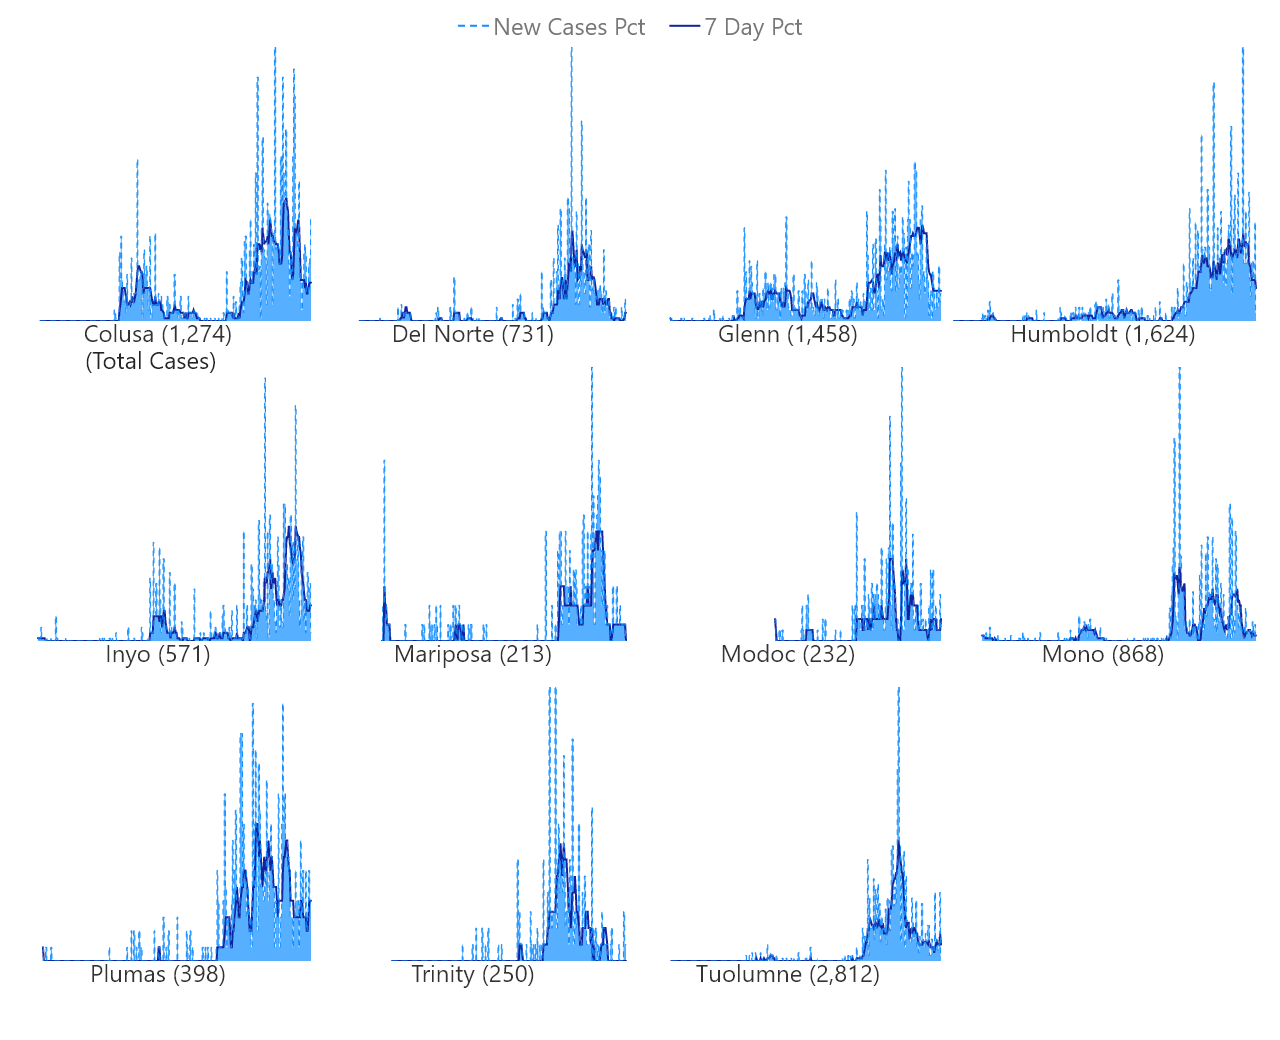 New Cases Pct 7 Day Pct
Colusa (1,274) Del Norte (731) Glenn (1,458) Humboldt (1,624)
(Total Cases)
Inyo (571) Mariposa (213) Modoc (232) Mono (868)
Plumas (398) Trinity (250) Tuolumne (2,812)